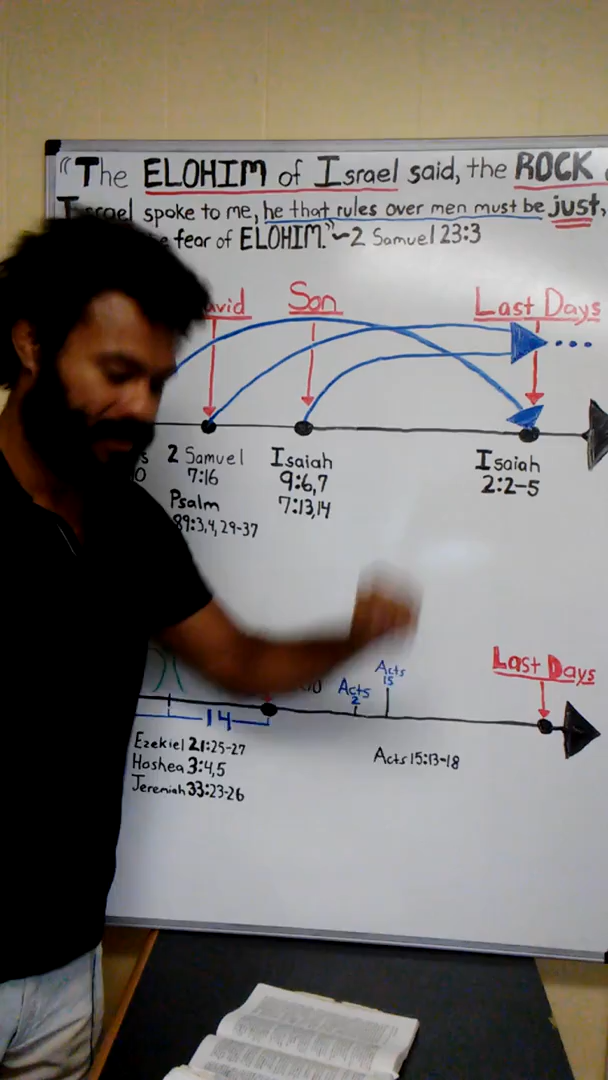 "The ELOHIM of Israel said, the ROCK
Israel spoke to me, he that rules over men must be just,
fear of ELOHIM."~2 Samuel 23:3
Son Last Days
2 Samuel
7:16
Psalm
89:3,4,29-37
Isaiah
9:6,7
7:13,14
Isaiah
2:2-5
Acts
2
Acts
15
Last Days
14
Ezekiel 21:25-27
Hoshea 3:4,5
Jeremiah 33:23-26
Acts 15:13-18